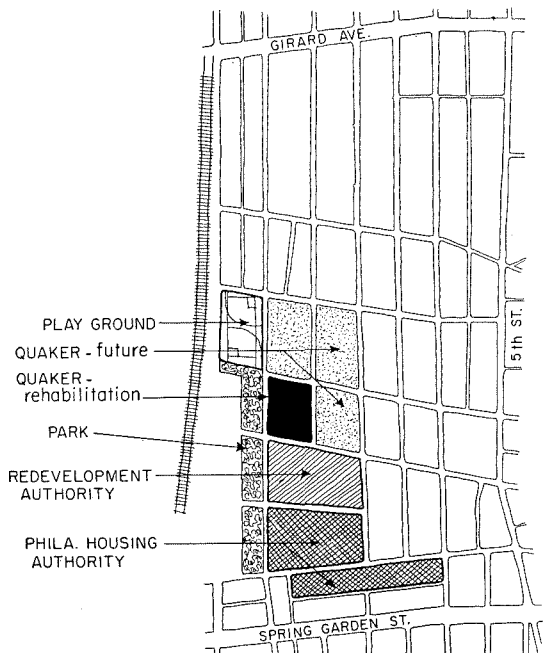 GIRARD AVE.
PLAY GROUND
QUAKER - future
QUAKER -
rehabilitation
PARK
REDEVELOPMENT
AUTHORITY
PHILA. HOUSING
AUTHORITY
5th ST.
SPRING GARDEN ST.